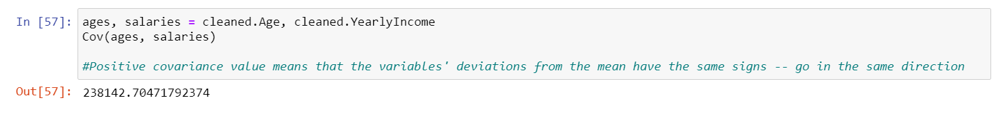 In [57]: ages, salaries = cleaned.Age, cleaned.YearlyIncome
Cov(ages, salaries)
#Positive covariance value means that the variables' deviations from the mean have the same signs -- go in the same direction
Out[57]: 238142.70471792374